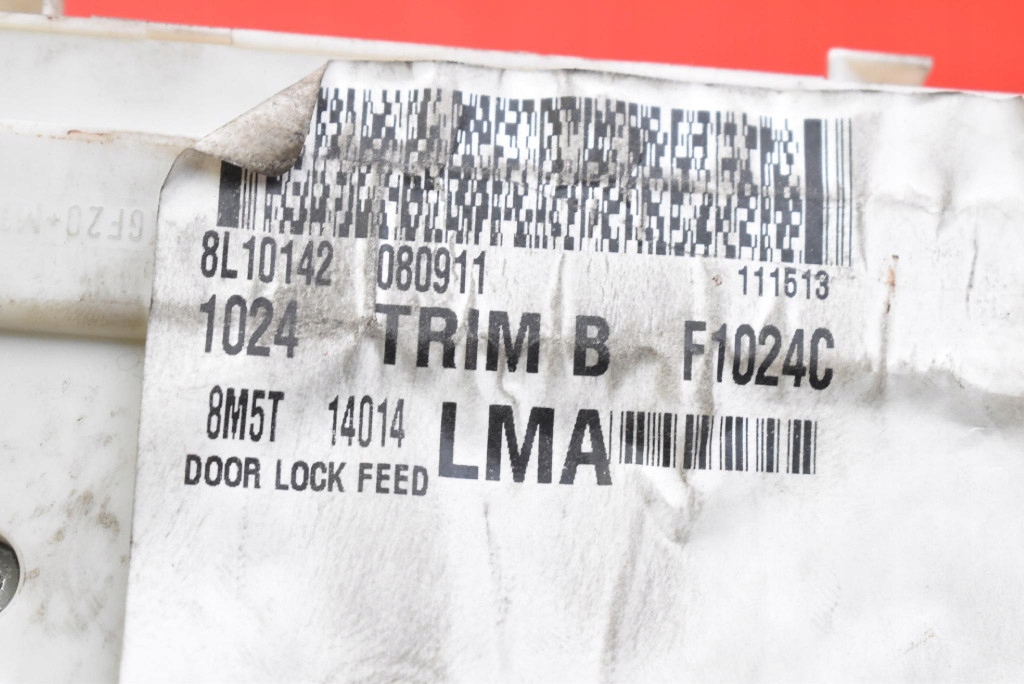 8L10142 080911 111513
1024 TRIM B F1024C
8M5T 14014 LMA
DOOR LOCK FEED